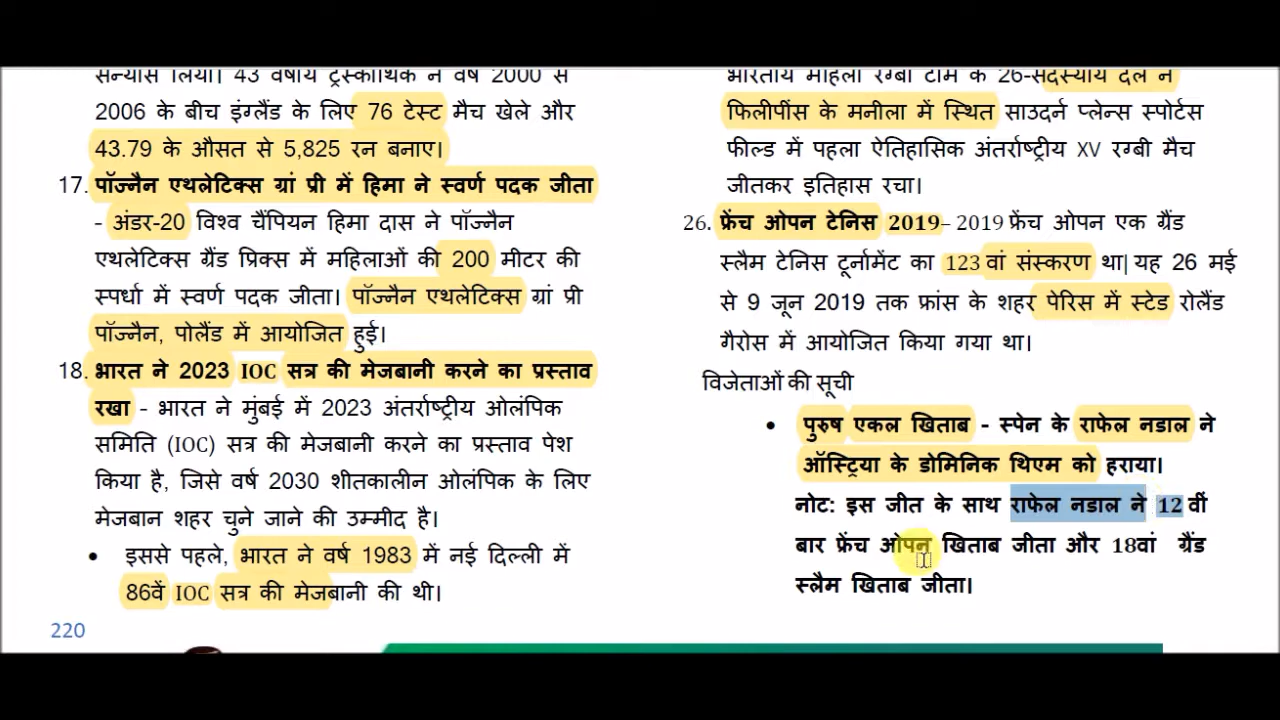 सन्यास लिया। 43 वर्षीय ट्रेस्कोथिक ने वर्ष 2000 से
2006 के बीच इंग्लैंड के लिए 76 टेस्ट मैच खेले और
43.79 के औसत से 5,825 रन बनाए।
17. पॉज्नैन एथलेटिक्स ग्रां प्री में हिमा ने स्वर्ण पदक जीता
- अंडर-20 विश्व चैंपियन हिमा दास ने पॉज्नैन
एथलेटिक्स ग्रैंड प्रिक्स में महिलाओं की 200 मीटर की
स्पर्धा में स्वर्ण पदक जीता। पॉज्नैन एथलेटिक्स ग्रां प्री
पॉज्नैन, पोलैंड में आयोजित हुई।
18. भारत ने 2023 IOC सत्र की मेजबानी करने का प्रस्ताव
रखा - भारत ने मुंबई में 2023 अंतर्राष्ट्रीय ओलंपिक
समिति (IOC) सत्र की मेजबानी करने का प्रस्ताव पेश
किया है, जिसे वर्ष 2030 शीतकालीन ओलंपिक के लिए
मेजबान शहर चुने जाने की उम्मीद है।
• इससे पहले, भारत ने वर्ष 1983 में नई दिल्ली में
86वें IOC सत्र की मेजबानी की थी।
220
भारतीय महिला रग्बी टीम के 26-सदस्यीय दल ने
फिलीपींस के मनीला में स्थित साउदर्न प्लेन्स स्पोर्टस
फील्ड में पहला ऐतिहासिक अंतर्राष्ट्रीय XV रग्बी मैच
जीतकर इतिहास रचा।
26. फ्रेंच ओपन टेनिस 2019– 2019 फ्रेंच ओपन एक ग्रैंड
स्लैम टेनिस टूर्नामेंट का 123 वां संस्करण था| यह 26 मई
से 9 जून 2019 तक फ्रांस के शहर पेरिस में स्टेड रोलैंड
गैरोस में आयोजित किया गया था।
विजेताओं की सूची
• पुरुष एकल खिताब - स्पेन के राफेल नडाल ने
ऑस्ट्रिया के डोमिनिक थिएम को हराया।
नोट: इस जीत के साथ राफेल नडाल ने 12 वीं
बार फ्रेंच ओपन खिताब जीता और 18वां ग्रैंड
स्लैम खिताब जीता।